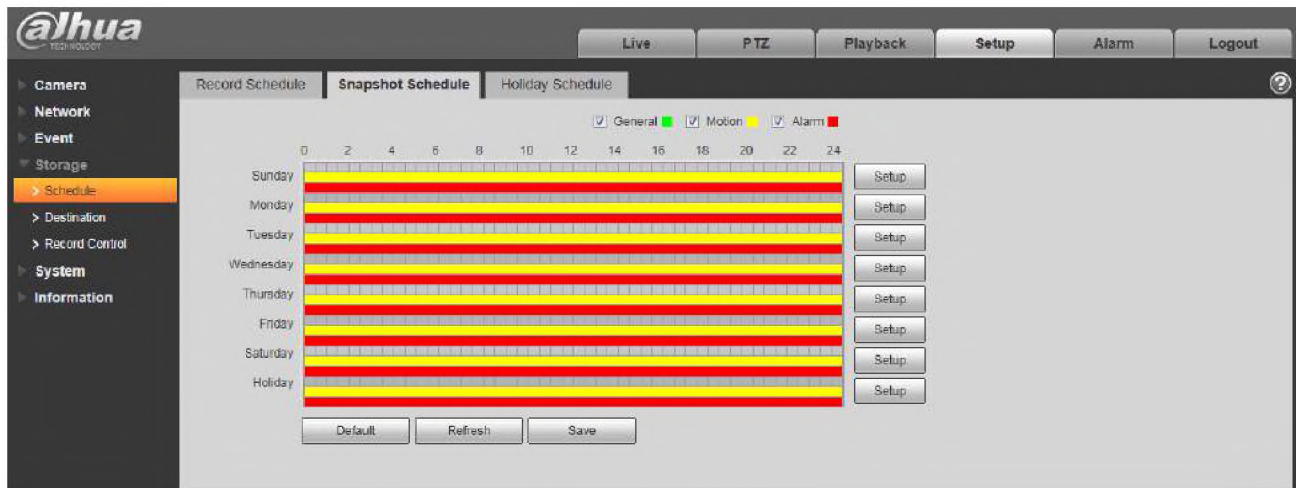 alhua
TECHNOLOGY
Live PTZ Playback Setup Alarm Logout
Camera
Network
Event
Storage
> Schedule
> Destination
> Record Control
System
Information
Record Schedule Snapshot Schedule Holiday Schedule ?
General Motion Alarm
0 2 4 6 8 10 12 14 16 18 20 22 24
Sunday Setup
Monday Setup
Tuesday Setup
Wednesday Setup
Thursday Setup
Friday Setup
Saturday Setup
Holiday Setup
Default Refresh Save